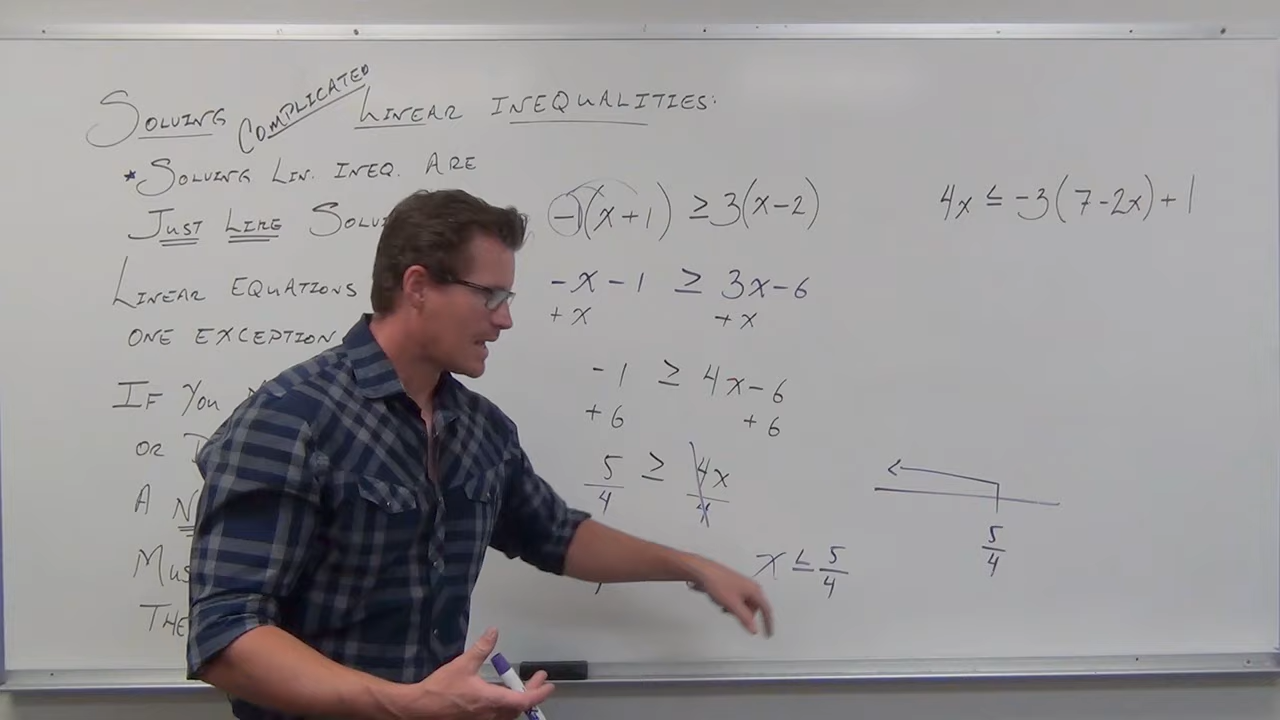 SOLVING COMPLICATED LINEAR INEQUALITIES:
* SOLVING LIN. INEQ. ARE
JUST LIKE
LINEAR EQUATIONS
ONE EXCEPTION
IF YOU
OR
A
THE
-1(x+1) ≥ 3(x-2)
-x-1 ≥ 3x-6
+x +x
-1 ≥ 4x-6
+6 +6
5/4 ≥ 4x/4
x ≤ 5/4
4x ≤ -3(7-2x)+1
5/4